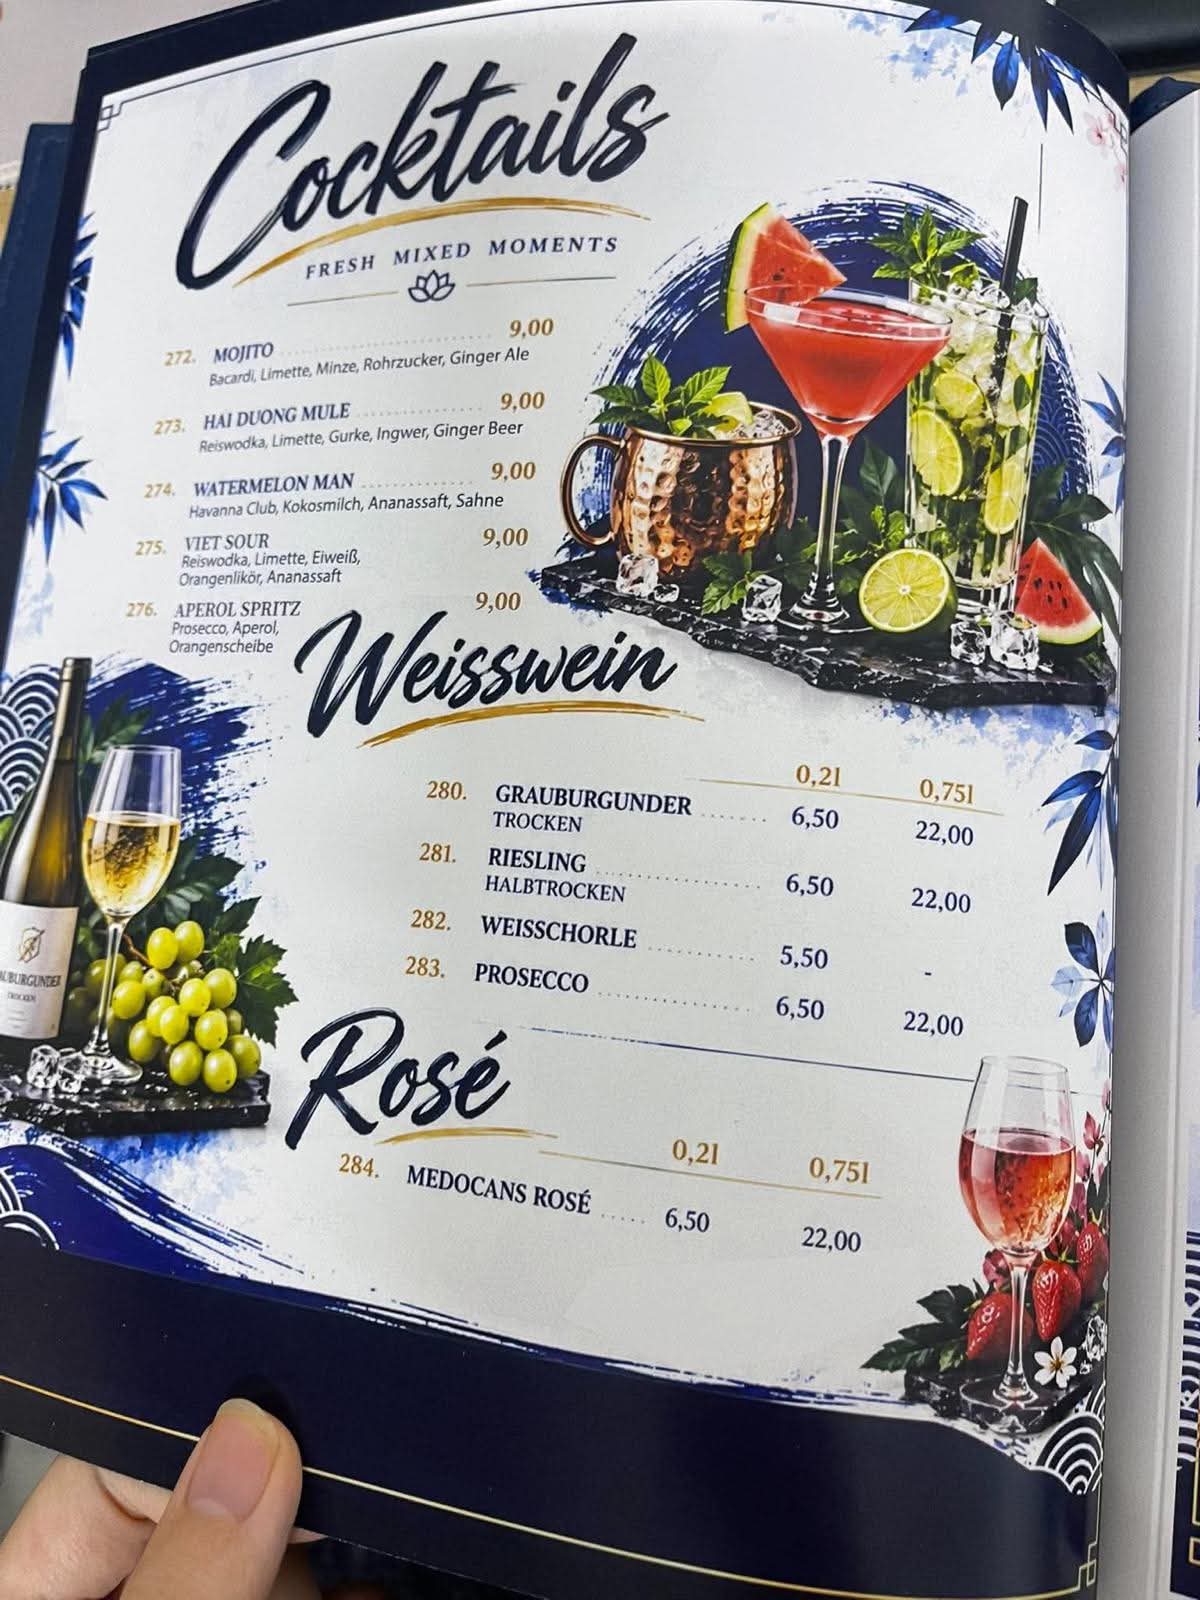 Cocktails
FRESH MIXED MOMENTS
272. MOJITO 9,00
Bacardi, Limette, Minze, Rohrzucker, Ginger Ale
273. HAI DUONG MULE 9,00
Reiswodka, Limette, Gurke, Ingwer, Ginger Beer
274. WATERMELON MAN 9,00
Havanna Club, Kokosmilch, Ananassaft, Sahne
275. VIET SOUR 9,00
Reiswodka, Limette, Eiweiß,
Orangenlikör, Ananassaft
276. APEROL SPRITZ 9,00
Prosecco, Aperol,
Orangenscheibe
Weisswein
0,2l 0,75l
280. GRAUBURGUNDER 6,50 22,00
TROCKEN
281. RIESLING 6,50 22,00
HALBTROCKEN
282. WEISSCHORLE 5,50 -
283. PROSECCO 6,50 22,00
AUBURGUNDER
TROCKEN
Rosé
0,2l 0,75l
284. MEDOCANS ROSÉ 6,50 22,00